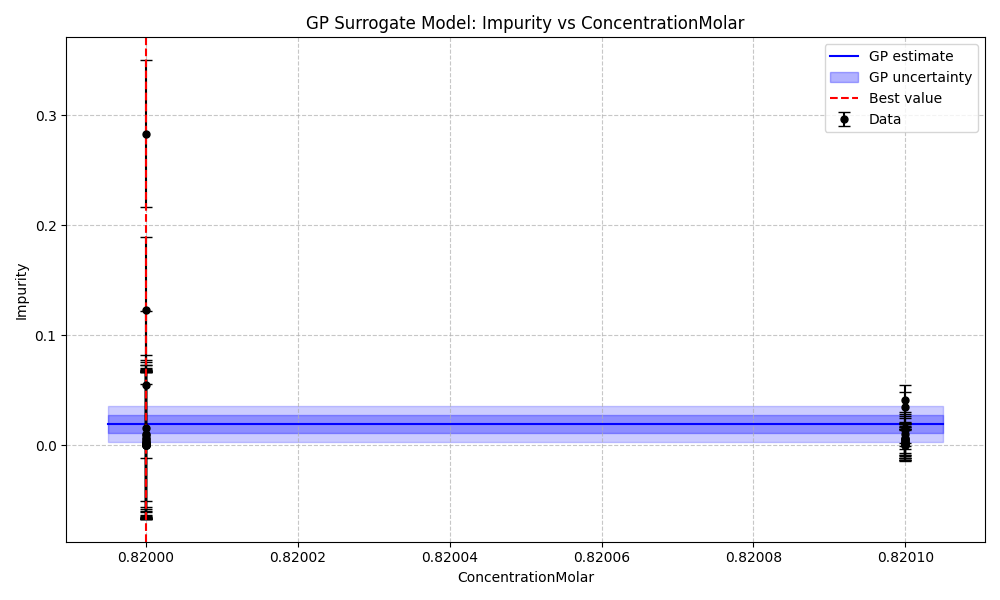 GP Surrogate Model: Impurity vs ConcentrationMolar
GP estimate
GP uncertainty
Best value
Data
Impurity
0.3
0.2
0.1
0.0
0.82000
0.82002
0.82004
0.82006
0.82008
0.82010
ConcentrationMolar